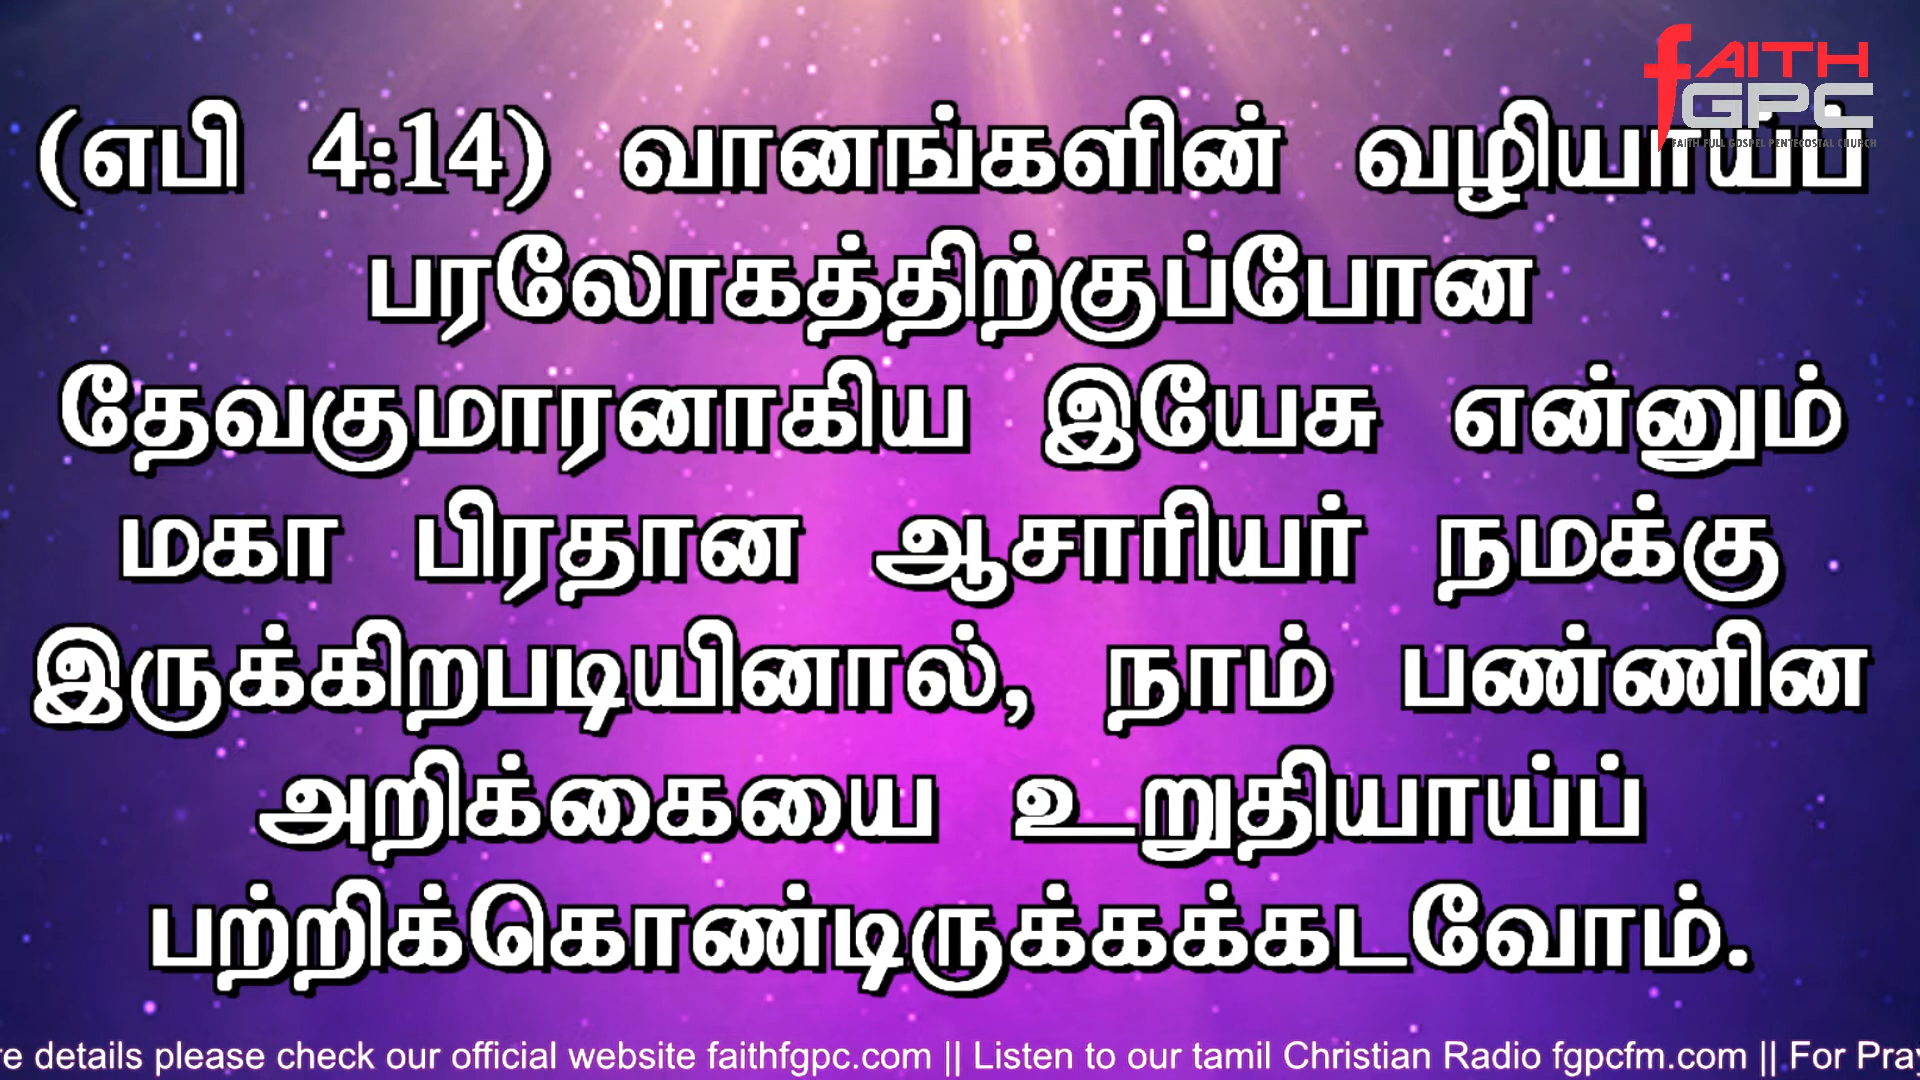 fAITH
GPC
FAITH FULL GOSPEL PENTECOSTAL CHURCH
(எபி 4:14) வானங்களின் வழியாய்ப்
பரலோகத்திற்குப்போன
தேவகுமாரனாகிய இயேசு என்னும்
மகா பிரதான ஆசாரியர் நமக்கு
இருக்கிறபடியினால், நாம் பண்ணின
அறிக்கையை உறுதியாய்ப்
பற்றிக்கொண்டிருக்கக்கடவோம்.
re details please check our official website faithfgpc.com || Listen to our tamil Christian Radio fgpcfm.com || For Pray